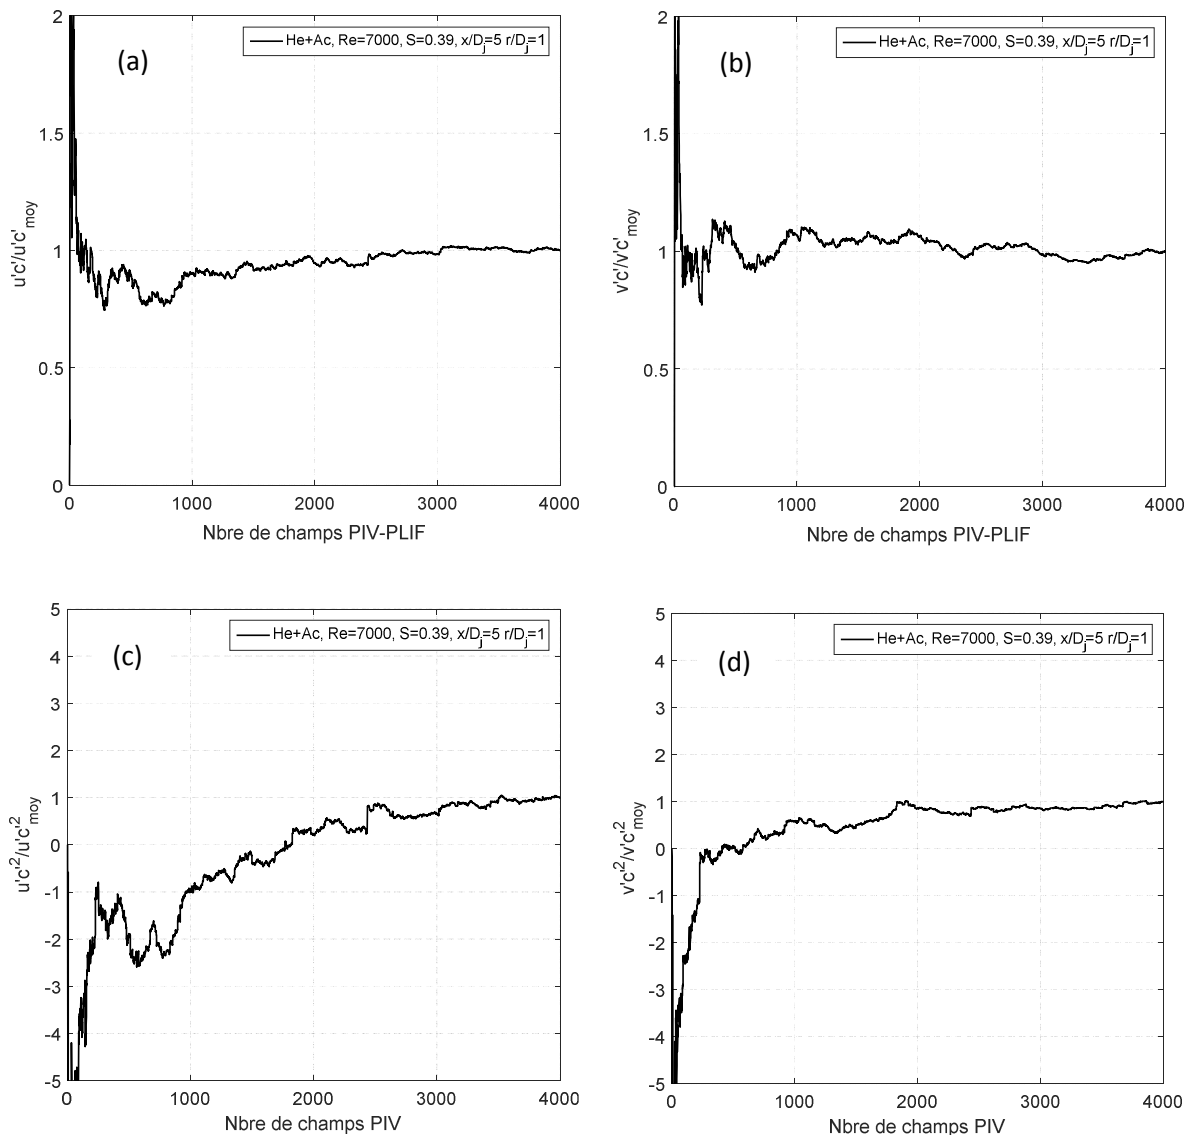 (a)
He+Ac, Re=7000, S=0.39, x/Dj=5 r/Dj=1
2
1.5
1
0.5
0
u'c'/u'c'moy
0 1000 2000 3000 4000
Nbre de champs PIV-PLIF
(b)
He+Ac, Re=7000, S=0.39, x/Dj=5 r/Dj=1
2
1.5
1
0.5
0
v'c'/v'c'moy
0 1000 2000 3000 4000
Nbre de champs PIV-PLIF
(c)
He+Ac, Re=7000, S=0.39, x/Dj=5 r/Dj=1
5
4
3
2
1
0
-1
-2
-3
-4
-5
u'c'²/u'c'²moy
0 1000 2000 3000 4000
Nbre de champs PIV
(d)
He+Ac, Re=7000, S=0.39, x/Dj=5 r/Dj=1
5
4
3
2
1
0
-1
-2
-3
-4
-5
v'c'²/v'c'²moy
0 1000 2000 3000 4000
Nbre de champs PIV